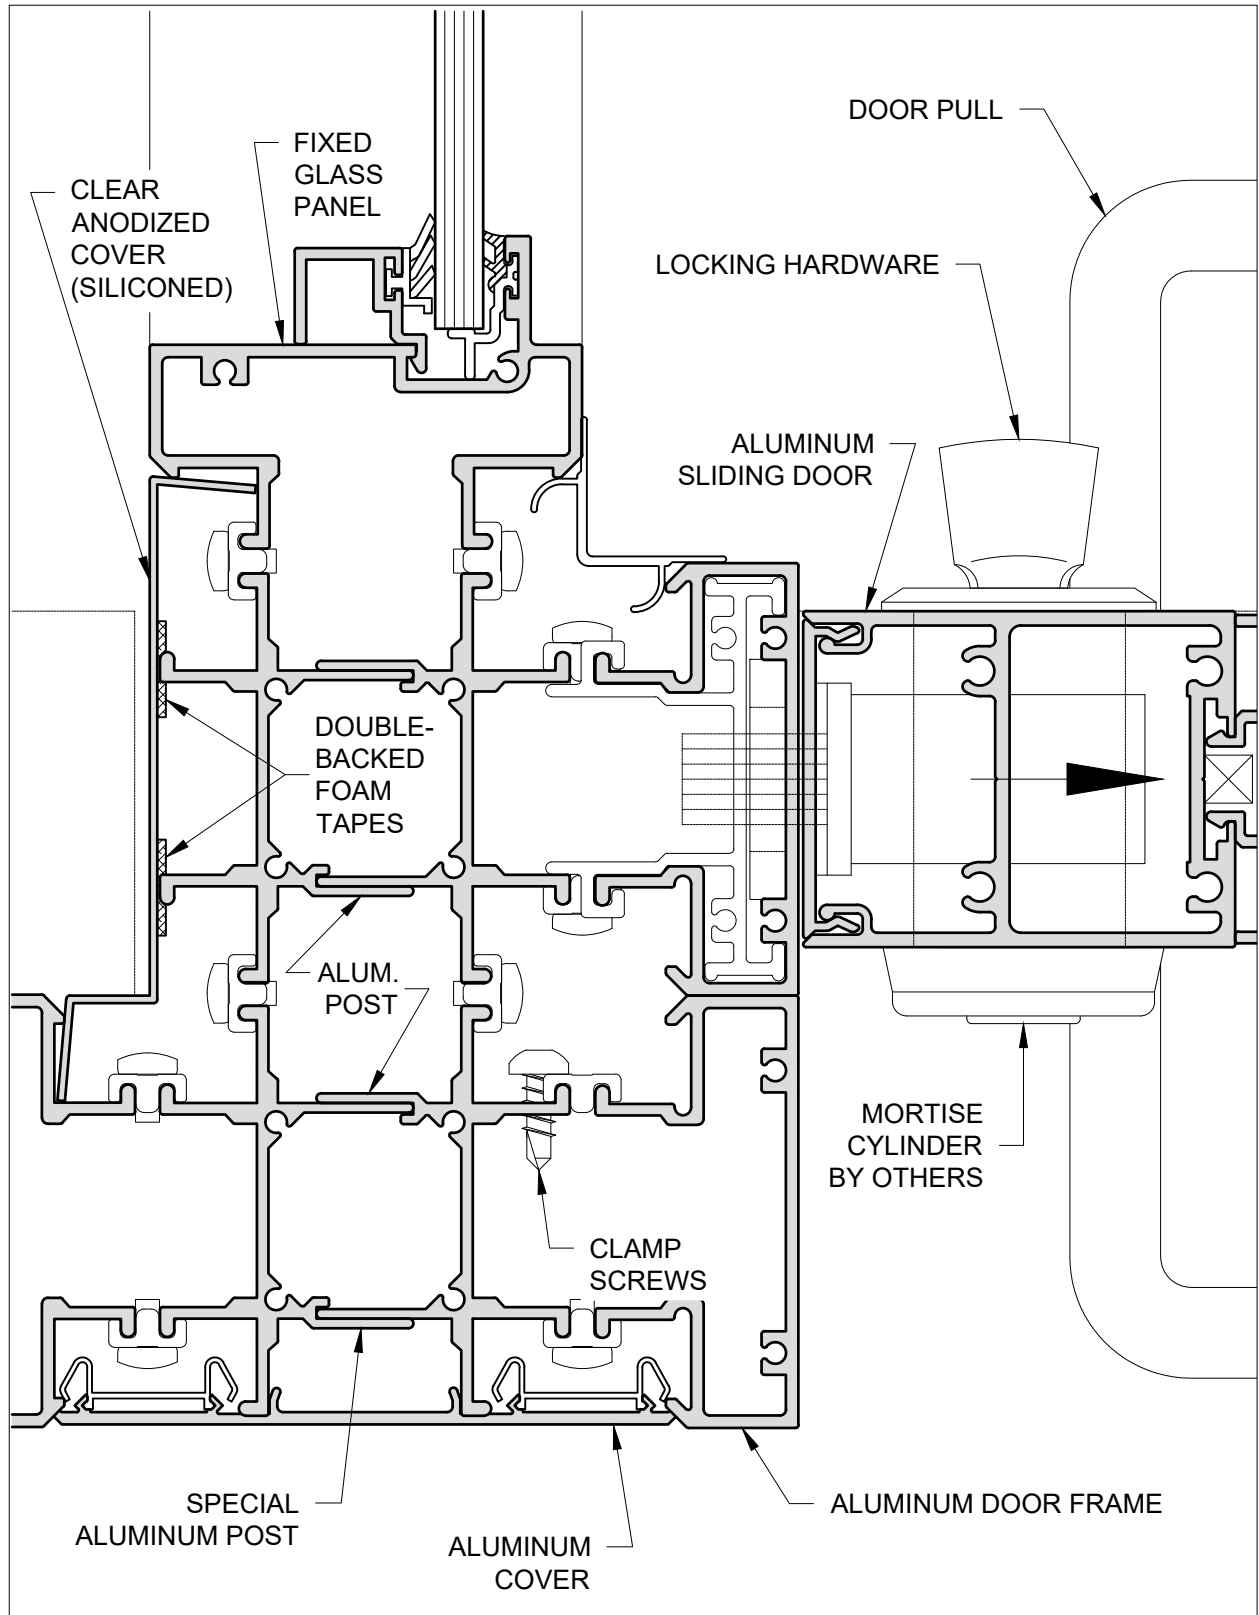 DOOR PULL
FIXED
GLASS
PANEL
CLEAR
ANODIZED
COVER
(SILICONED)
LOCKING HARDWARE
ALUMINUM
SLIDING DOOR
DOUBLE-
BACKED
FOAM
TAPES
ALUM.
POST
MORTISE
CYLINDER
BY OTHERS
CLAMP
SCREWS
SPECIAL
ALUMINUM POST
ALUMINUM
COVER
ALUMINUM DOOR FRAME